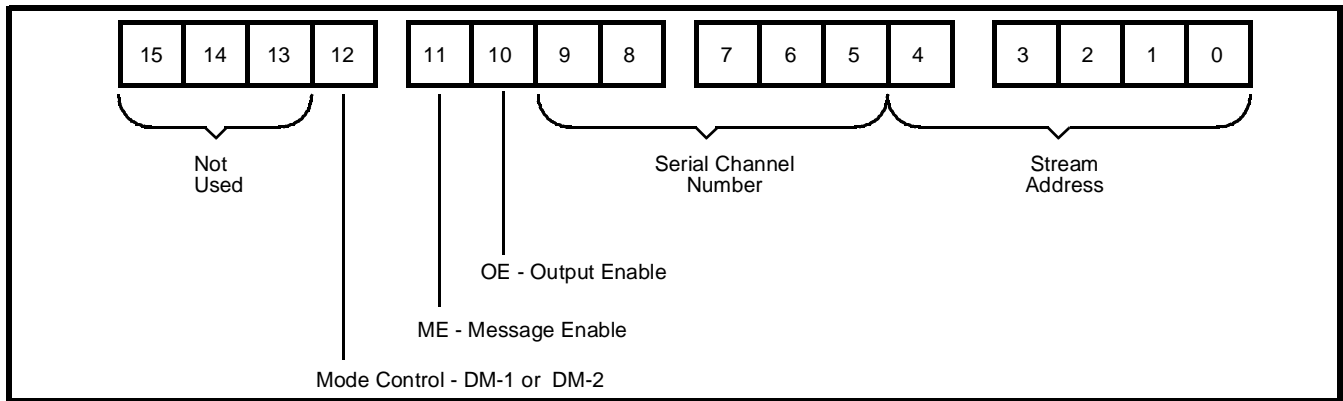 15 14 13 12 11 10 9 8 7 6 5 4 3 2 1 0
Not
Used
Serial Channel
Number
Stream
Address
OE - Output Enable
ME - Message Enable
Mode Control - DM-1 or DM-2